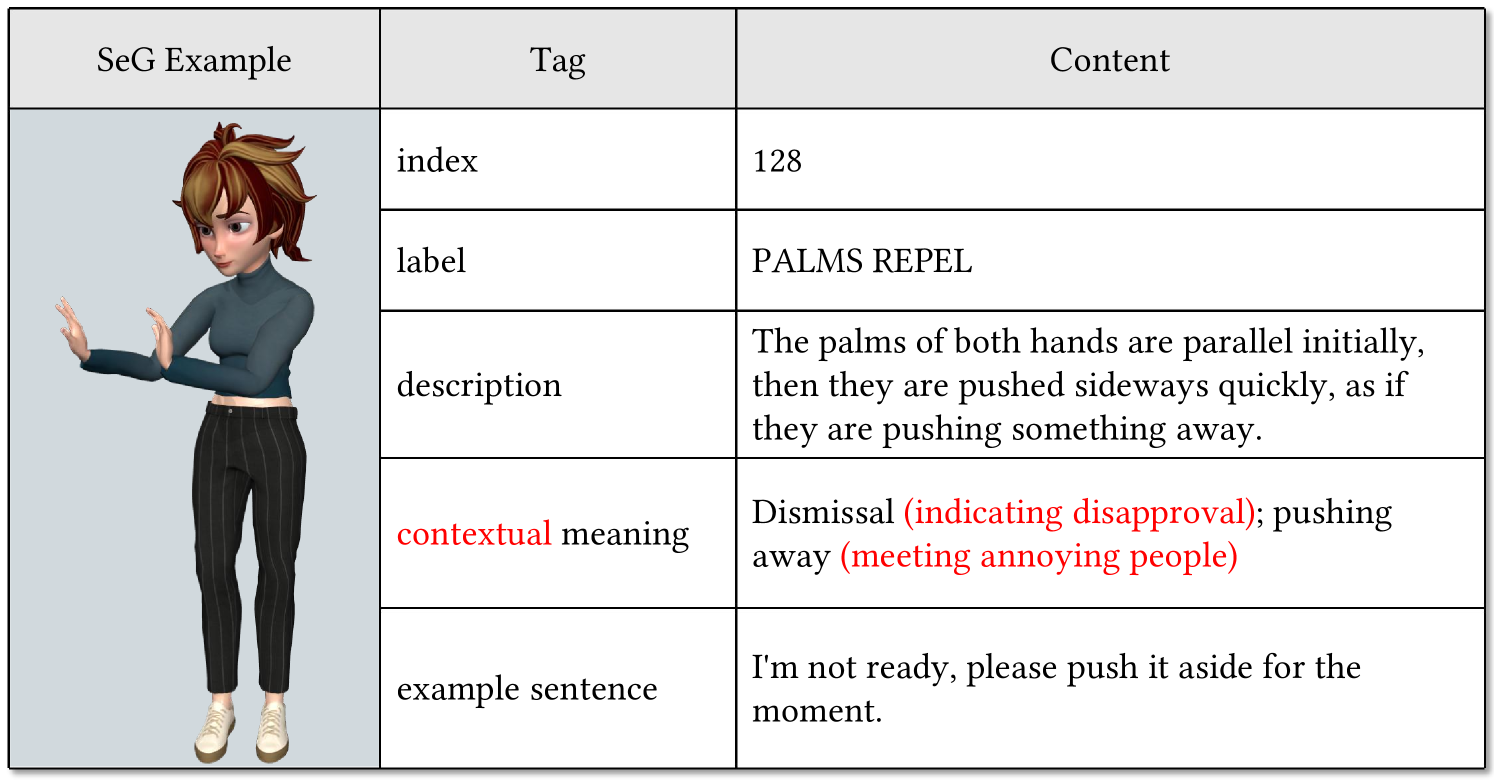 SeG Example Tag Content
index 128
label PALMS REPEL
description
The palms of both hands are parallel initially,
then they are pushed sideways quickly, as if
they are pushing something away.
contextual meaning
Dismissal (indicating disapproval); pushing
away (meeting annoying people)
example sentence
I'm not ready, please push it aside for the
moment.